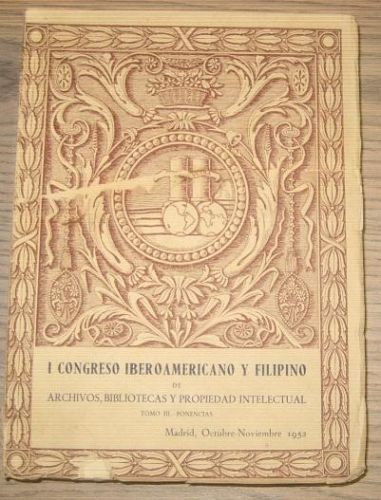 I CONGRESO IBEROAMERICANO Y FILIPINO
DE
ARCHIVOS, BIBLIOTECAS Y PROPIEDAD INTELECTUAL
TOMO III.-PONENCIAS
Madrid, Octubre-Noviembre 1952